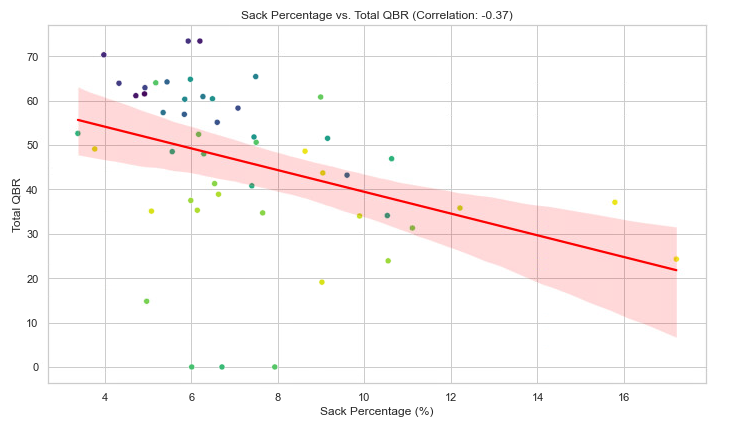 Sack Percentage vs. Total QBR (Correlation: -0.37)
70
60
50
40
30
20
10
0
Total QBR
4 6 8 10 12 14 16
Sack Percentage (%)